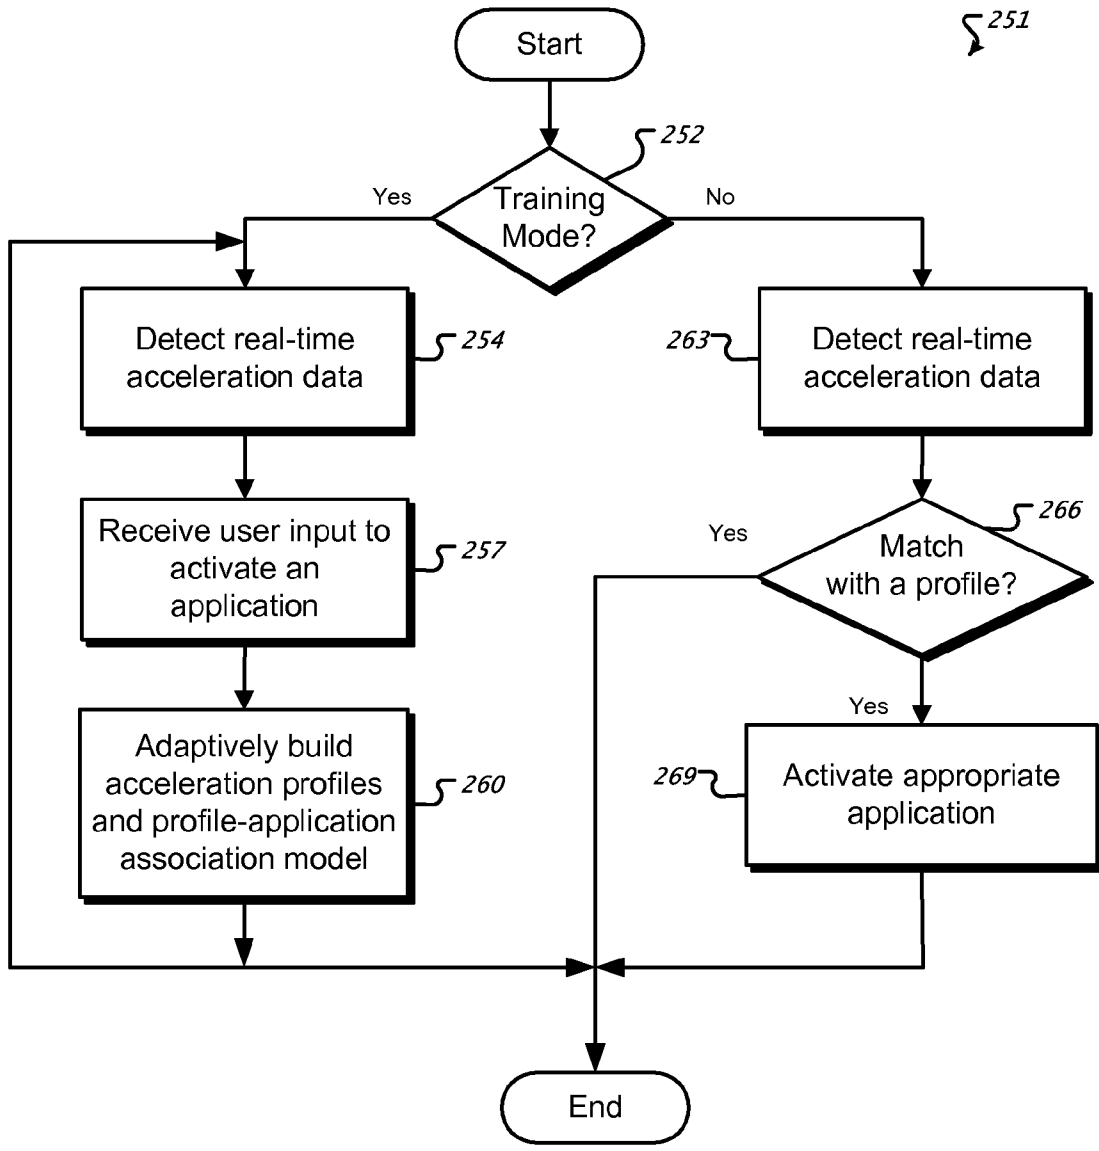 Start
251
252
Training
Mode?
Yes
No
Detect real-time
acceleration data
254
263
Detect real-time
acceleration data
Receive user input to
activate an
application
257
Yes
266
Match
with a profile?
Adaptively build
acceleration profiles
and profile-application
association model
260
Yes
269
Activate appropriate
application
End